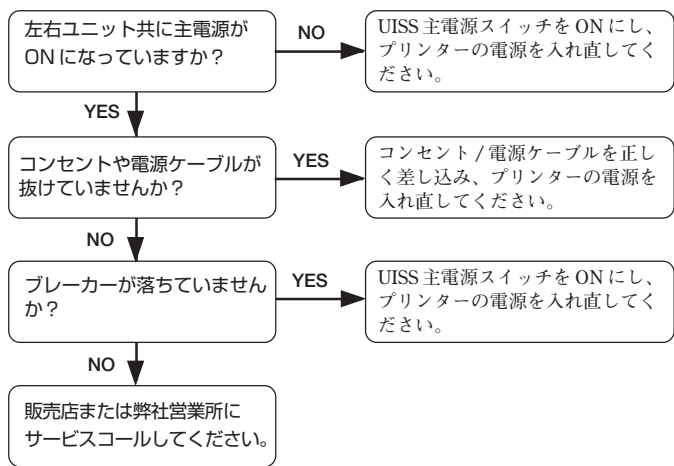 左右ユニット共に主電源が
ONになっていますか？
NO
UISS 主電源スイッチを ON にし、
プリンターの電源を入れ直してく
ださい。
YES
コンセントや電源ケーブルが
抜けていませんか？
YES
コンセント / 電源ケーブルを正し
く差し込み、プリンターの電源を
入れ直してください。
NO
ブレーカーが落ちていません
か？
YES
UISS 主電源スイッチを ON にし、
プリンターの電源を入れ直してく
ださい。
NO
販売店または弊社営業所に
サービスコールしてください。